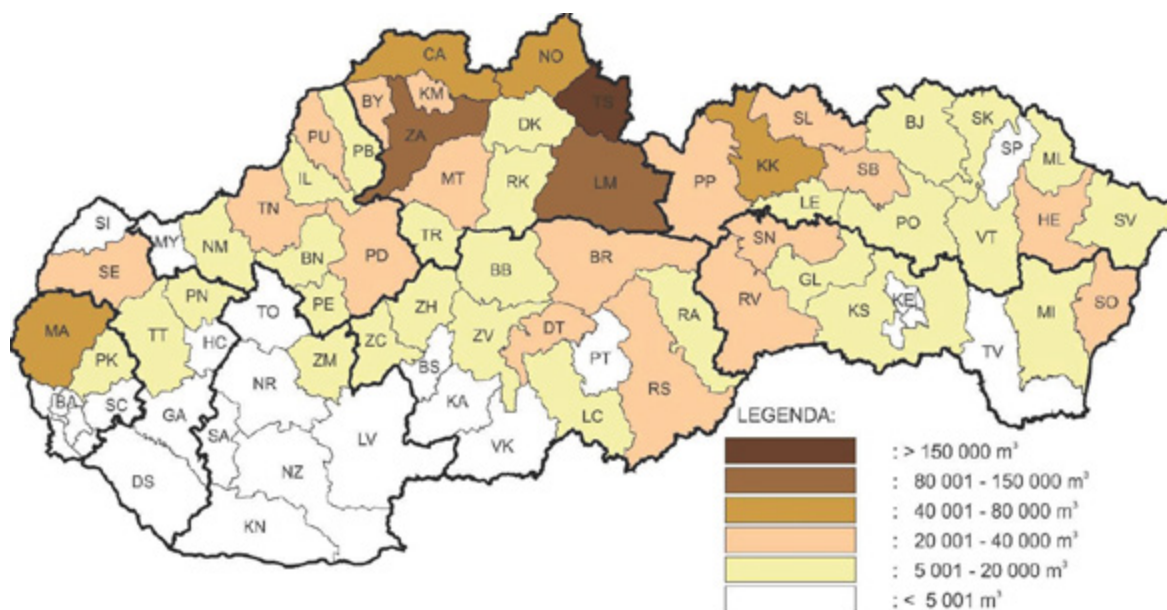 CA
NO
BY
KM
TS
ZA
DK
PU
PB
SL
BJ
SK
SP
ML
IL
MT
RK
LM
PP
KK
SB
LE
PO
VT
HE
SV
TN
SI
MY
NM
TR
BN
PD
SE
BB
BR
SN
GL
RV
KS
KE
MI
SO
PN
PE
TO
ZH
ZV
DT
RA
MA
TT
HC
ZM
ZC
BS
PT
TV
PK
BA
SC
NR
KA
RS
GA
LC
SA
LV
VK
DS
NZ
KN
LEGENDA:
: > 150 000 m³
: 80 001 - 150 000 m³
: 40 001 - 80 000 m³
: 20 001 - 40 000 m³
: 5 001 - 20 000 m³
: < 5 001 m³